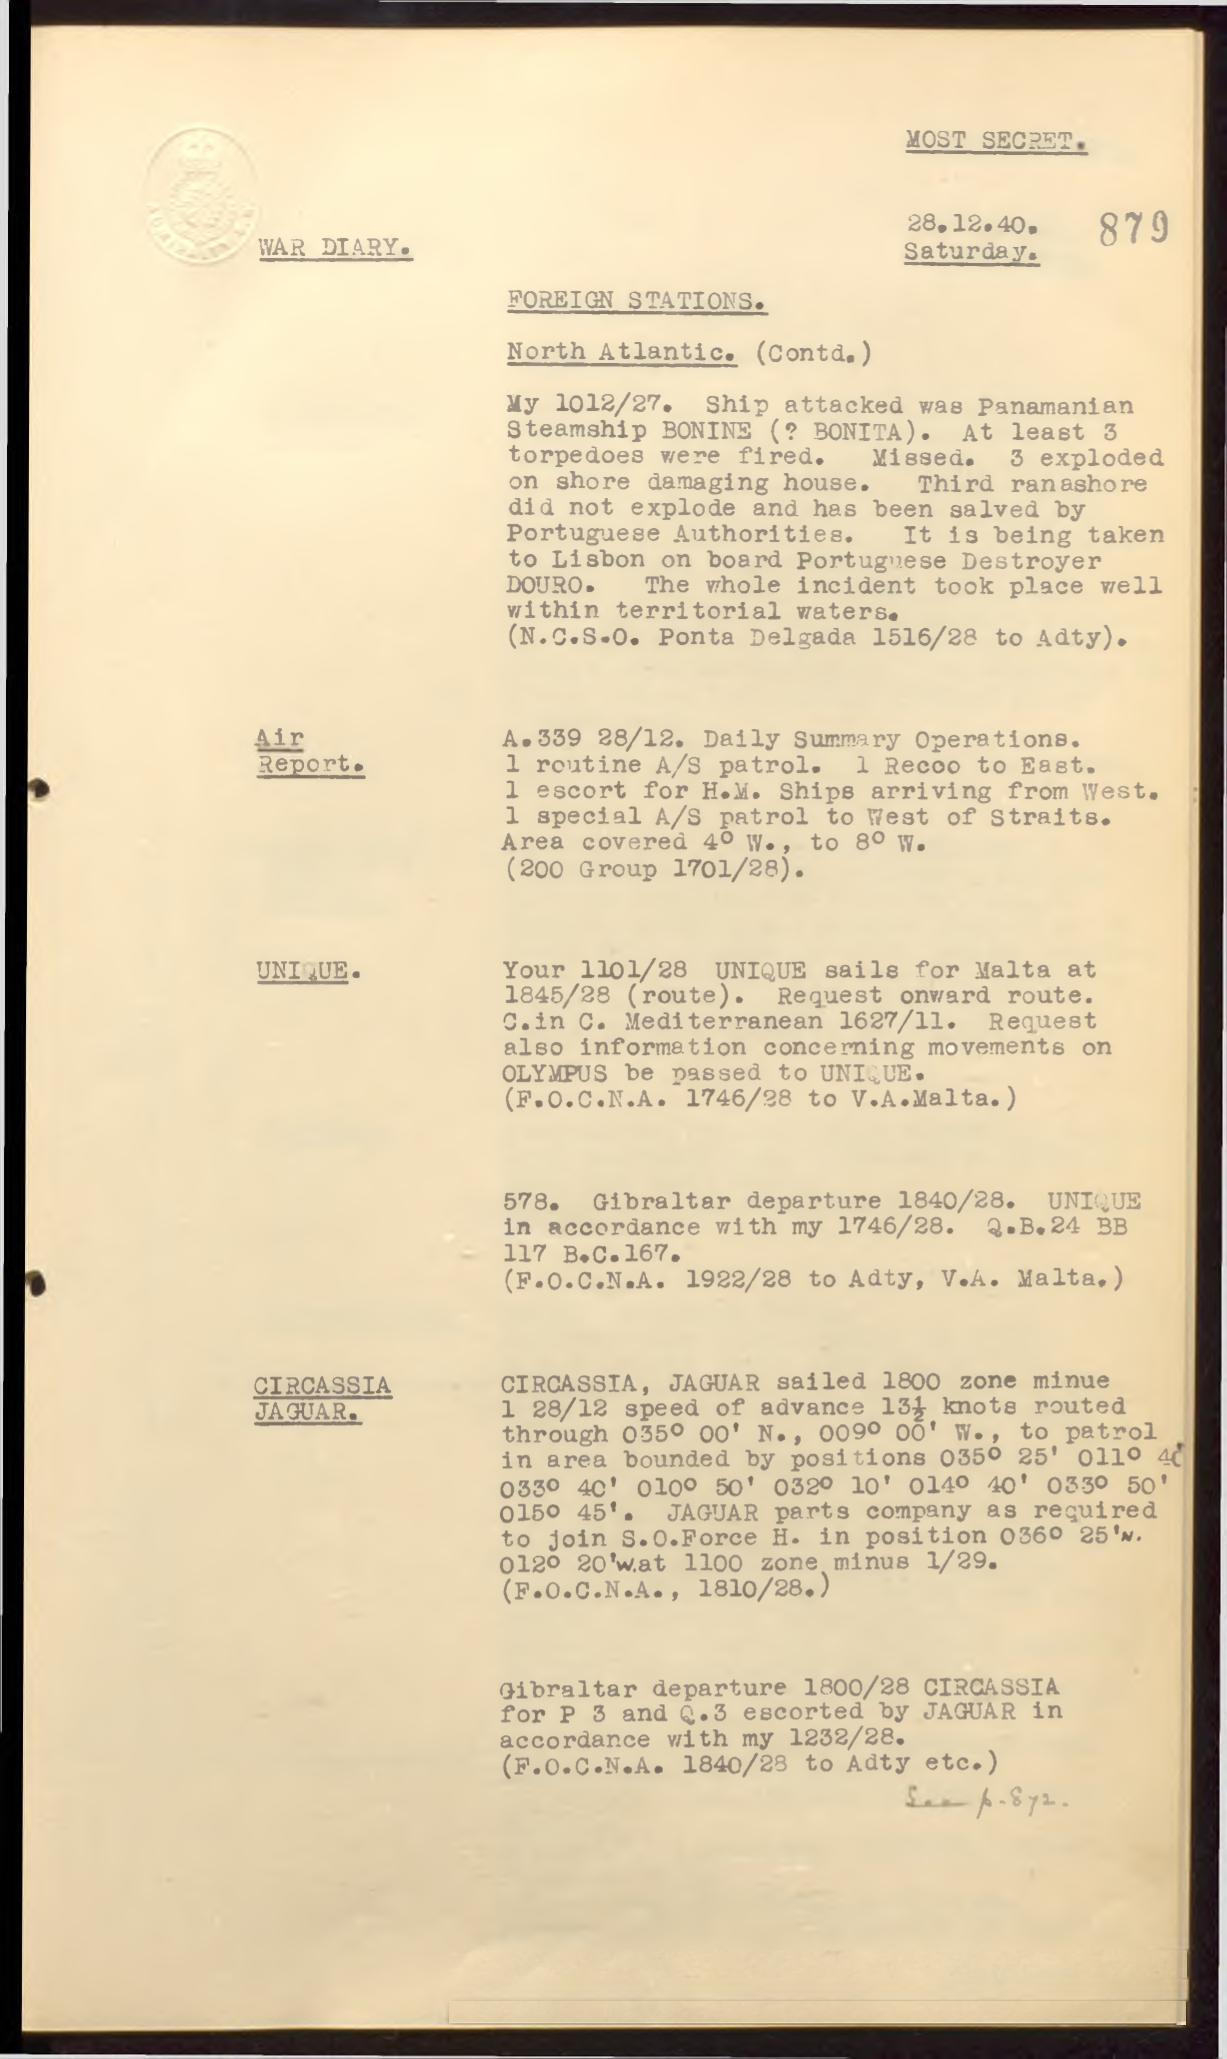 MOST SECRET.
28.12.40. 879
WAR DIARY. Saturday.
FOREIGN STATIONS.
North Atlantic. (Contd.)
My 1012/27. Ship attacked was Panamanian
Steamship BONINE (? BONITA). At least 3
torpedoes were fired. Missed. 3 exploded
on shore damaging house. Third ranashore
did not explode and has been salved by
Portuguese Authorities. It is being taken
to Lisbon on board Portuguese Destroyer
DOURO. The whole incident took place well
within territorial waters.
(N.C.S.O. Ponta Delgada 1516/28 to Adty).
Air
Report.
A.339 28/12. Daily Summary Operations.
1 routine A/S patrol. 1 Recoo to East.
1 escort for H.M. Ships arriving from West.
1 special A/S patrol to West of Straits.
Area covered 4° W., to 8° W.
(200 Group 1701/28).
UNIQUE.
Your 1101/28 UNIQUE sails for Malta at
1845/28 (route). Request onward route.
C.in C. Mediterranean 1627/11. Request
also information concerning movements on
OLYMPUS be passed to UNIQUE.
(F.O.C.N.A. 1746/28 to V.A.Malta.)
578. Gibraltar departure 1840/28. UNIQUE
in accordance with my 1746/28. Q.B.24 BB
117 B.C.167.
(F.O.C.N.A. 1922/28 to Adty, V.A. Malta.)
CIRCASSIA
JAGUAR.
CIRCASSIA, JAGUAR sailed 1800 zone minue
1 28/12 speed of advance 13½ knots routed
through 035° 00' N., 009° 00' W., to patrol
in area bounded by positions 035° 25' 011°
033° 40' 010° 50' 032° 10' 014° 40' 033° 50'
015° 45'. JAGUAR parts company as required
to join S.O.Force H. in position 036° 25'N.
012° 20'W.at 1100 zone minus 1/29.
(F.O.C.N.A., 1810/28.)
Gibraltar departure 1800/28 CIRCASSIA
for P 3 and Q.3 escorted by JAGUAR in
accordance with my 1232/28.
(F.O.C.N.A. 1840/28 to Adty etc.)
See p. 872.